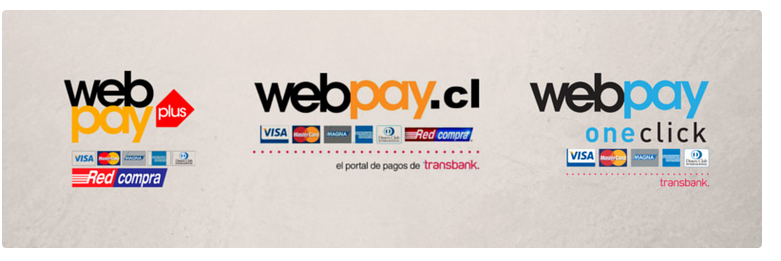 web
pay
plus
VISA MasterCard MAGNA
Red compra
webpay.cl
VISA MasterCard MAGNA Red compra
el portal de pagos de transbank.
webpay
oneclick
VISA MasterCard MAGNA
transbank.